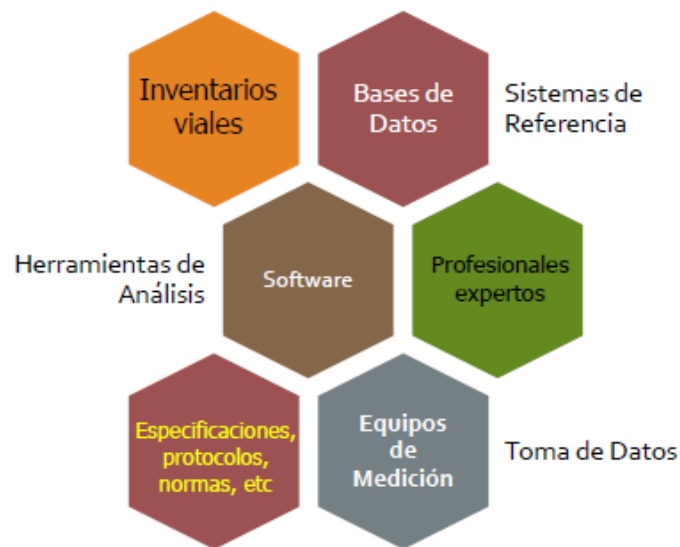 Inventarios
viales
Bases de
Datos
Sistemas de
Referencia
Herramientas de
Análisis
Software
Profesionales
expertos
Especificaciones,
protocolos,
normas, etc
Equipos
de
Medición
Toma de Datos